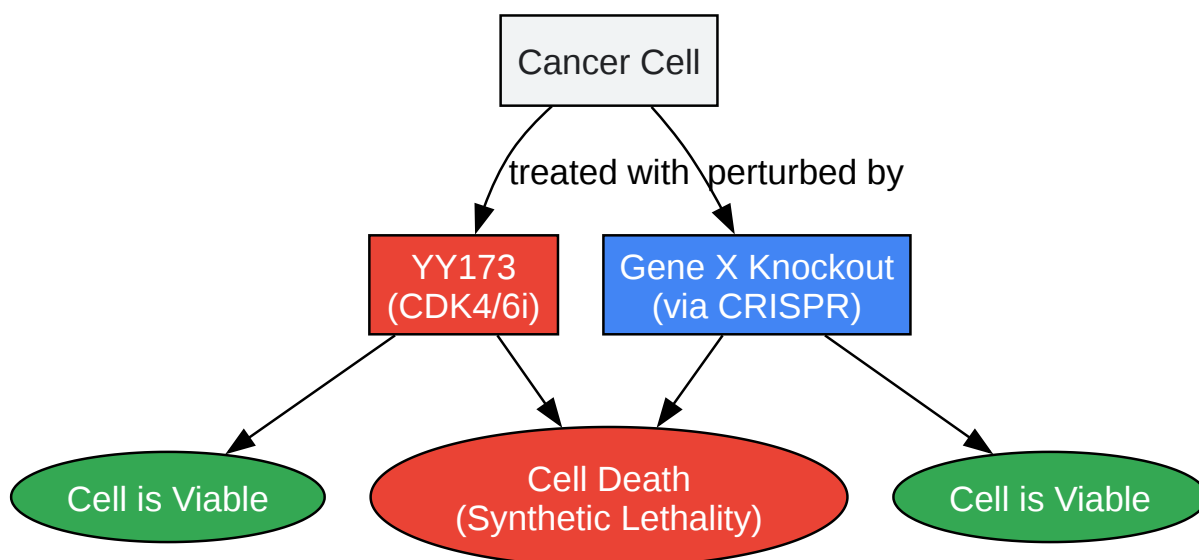 Cancer Cell
treated with
perturbed by
YY173
(CDK4/6i)
Gene X Knockout
(via CRISPR)
Cell is Viable
Cell Death
(Synthetic Lethality)
Cell is Viable